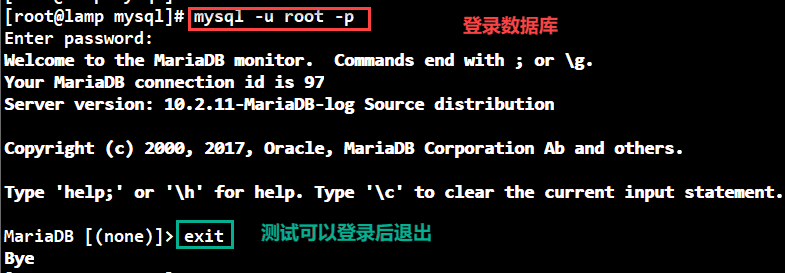 [root@lamp mysql]# mysql -u root -p 登录数据库
Enter password:
Welcome to the MariaDB monitor.  Commands end with ; or \g.
Your MariaDB connection id is 97
Server version: 10.2.11-MariaDB-log Source distribution
Copyright (c) 2000, 2017, Oracle, MariaDB Corporation Ab and others.
Type 'help;' or '\h' for help. Type '\c' to clear the current input statement.
MariaDB [(none)]> exit 测试可以登录后退出
Bye